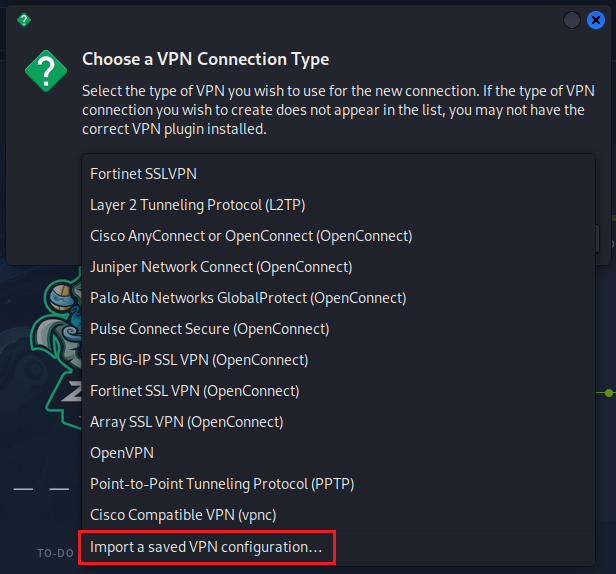 Choose a VPN Connection Type
Select the type of VPN you wish to use for the new connection. If the type of VPN
connection you wish to create does not appear in the list, you may not have the
correct VPN plugin installed.
Fortinet SSLVPN
Layer 2 Tunneling Protocol (L2TP)
Cisco AnyConnect or OpenConnect (OpenConnect)
Juniper Network Connect (OpenConnect)
Palo Alto Networks GlobalProtect (OpenConnect)
Pulse Connect Secure (OpenConnect)
F5 BIG-IP SSL VPN (OpenConnect)
Fortinet SSL VPN (OpenConnect)
Array SSL VPN (OpenConnect)
OpenVPN
Point-to-Point Tunneling Protocol (PPTP)
Cisco Compatible VPN (vpnc)
Import a saved VPN configuration...
TO-DO